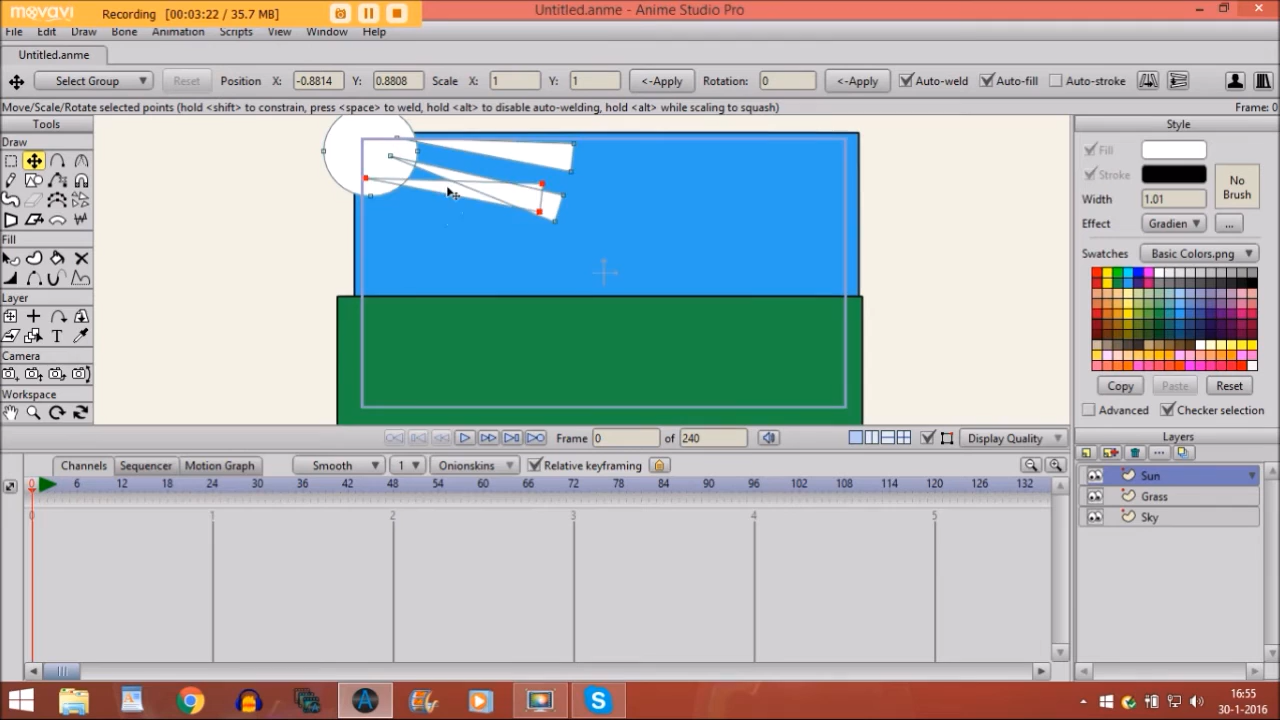 movavi Recording [00:03:22 / 35.7 MB] Untitled.anme - Anime Studio Pro
File Edit Draw Bone Animation Scripts View Window Help
Untitled.anme
Select Group Reset Position X: -0.8814 Y: 0.8808 Scale X: 1 Y: 1 <-Apply Rotation: 0 <-Apply Auto-weld Auto-fill Auto-stroke
Move/Scale/Rotate selected points (hold <shift> to constrain, press <space> to weld, hold <alt> to disable auto-welding, hold <alt> while scaling to squash) Frame: 0
Tools
Draw
Fill
Layer
T
Camera
Workspace
Style
Fill
Stroke
No Brush
Width 1.01
Effect Gradien ...
Swatches Basic Colors.png
Copy Paste Reset
Advanced Checker selection
Frame 0 of 240 Display Quality
Channels Sequencer Motion Graph Smooth 1 Onionskins Relative keyframing
0 6 12 18 24 30 36 42 48 54 60 66 72 78 84 90 96 102 108 114 120 126 132
0 1 2 3 4 5
Layers
...
Sun
Grass
Sky
16:55
30-1-2016